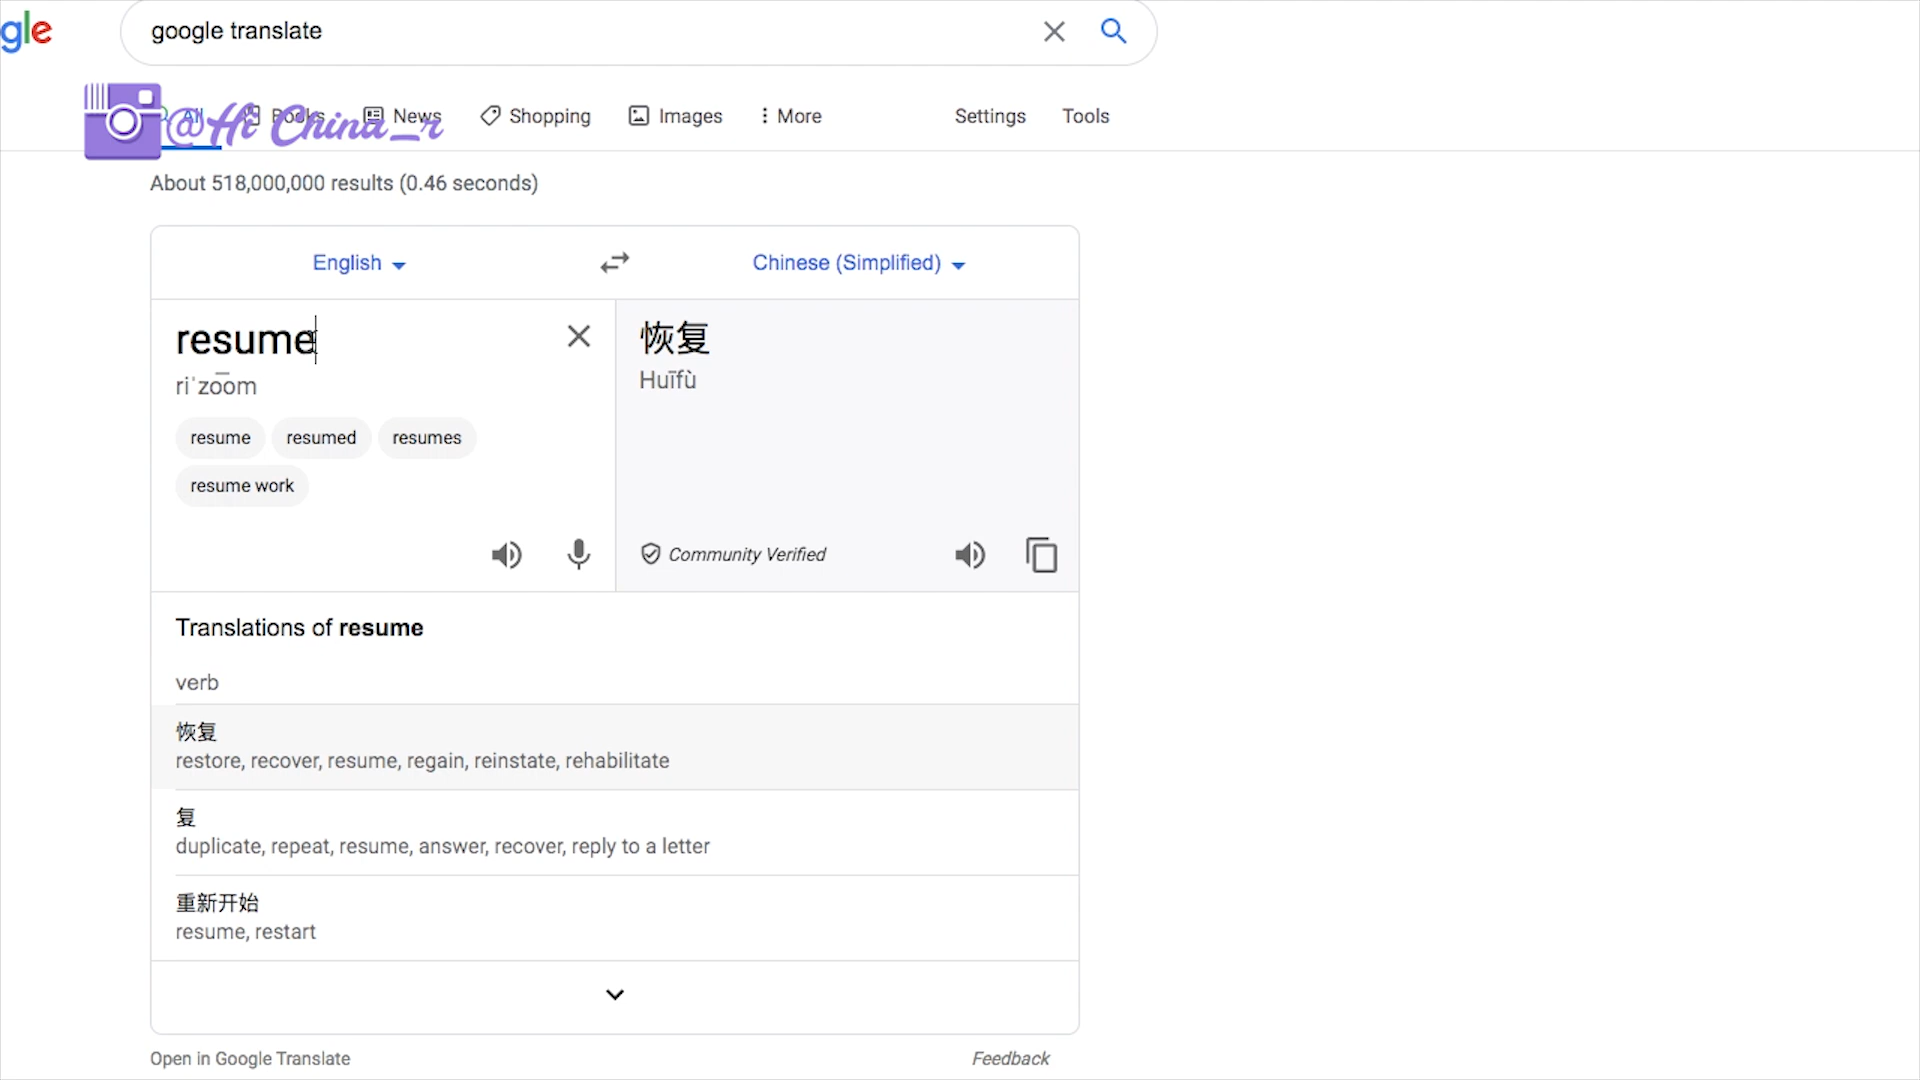 gle
google translate
All Books News Shopping Images More Settings Tools
@Hi China_r
About 518,000,000 results (0.46 seconds)
English Chinese (Simplified)
resume
riˈzo͞om
resume resumed resumes
resume work
恢复
Huīfù
Community Verified
Translations of resume
verb
恢复
restore, recover, resume, regain, reinstate, rehabilitate
复
duplicate, repeat, resume, answer, recover, reply to a letter
重新开始
resume, restart
Open in Google Translate Feedback